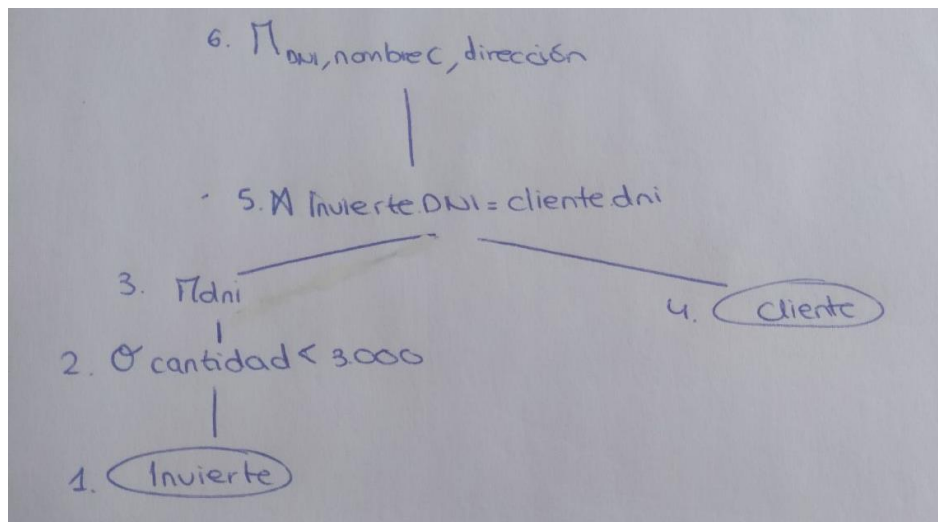 6. Π DNI, nombreC, dirección
5. ⋈ Invierte.DNI = cliente.dni
3. Πdni
4. Cliente
2. σ cantidad < 3.000
1. Invierte